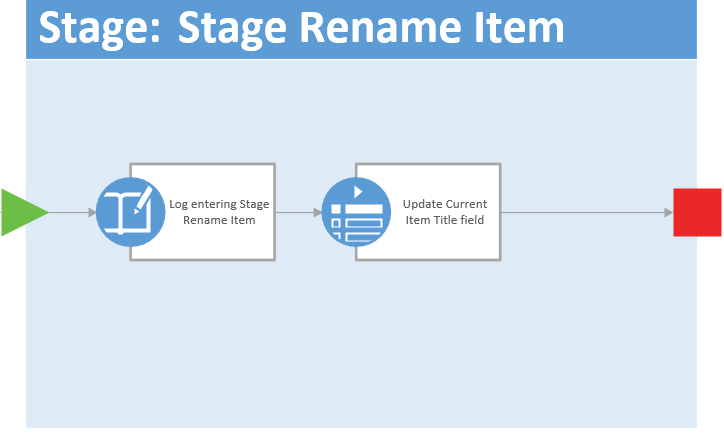 Stage: Stage Rename Item
Log entering Stage
Rename Item
Update Current
Item Title field